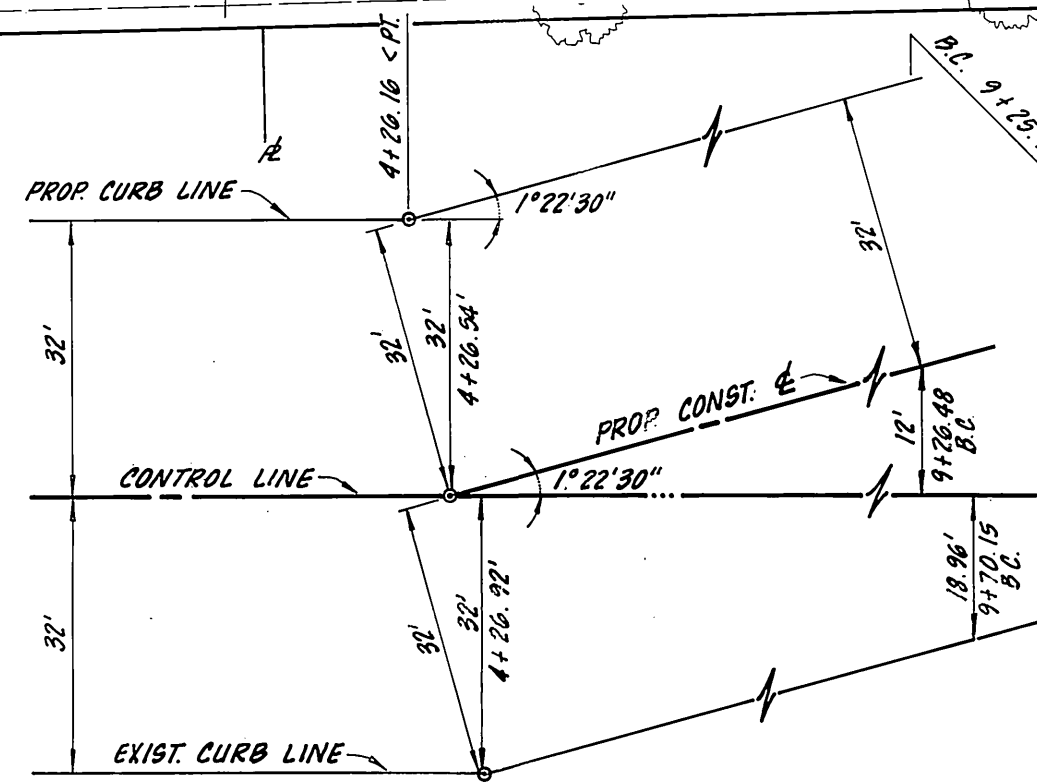 4+26.16 < PT.
B.C. 9+25.
PL
PROP. CURB LINE
1°22'30"
32'
32'
32'
32'
4+26.54'
PROP. CONST. CL
12'
9+26.48
B.C.
CONTROL LINE
1°22'30"
18.96'
9+70.15
B.C.
32'
32'
32'
4+26.92'
EXIST. CURB LINE